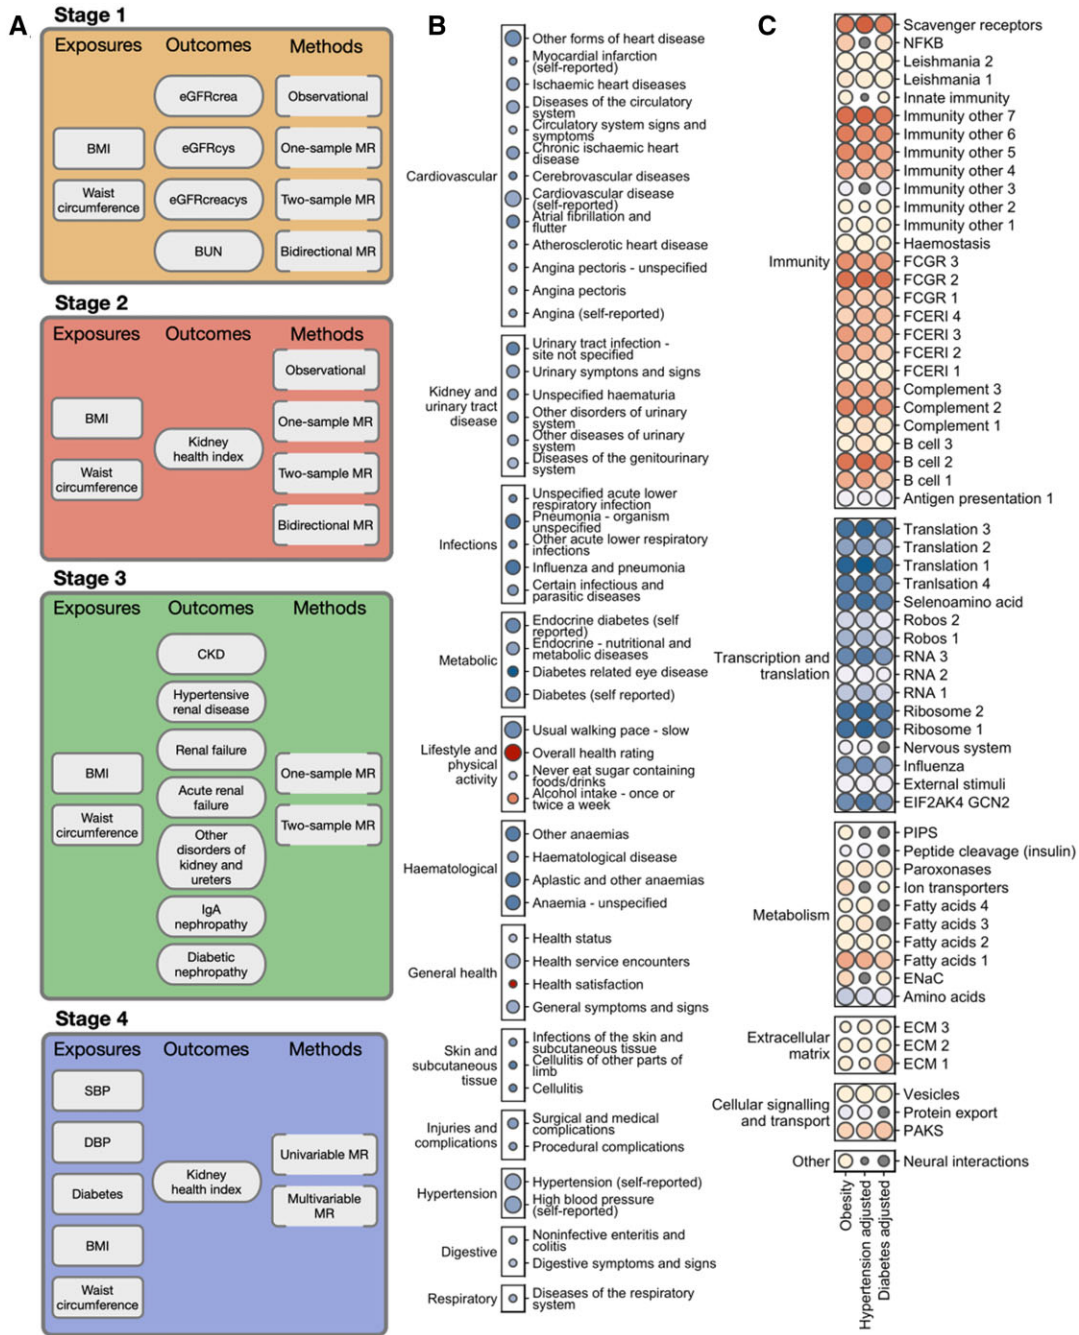 A
Stage 1
Exposures
Outcomes
Methods
BMI
Waist
circumference
eGFRcrea
eGFRcys
eGFRcreacys
BUN
Observational
One-sample MR
Two-sample MR
Bidirectional MR
Stage 2
Exposures
Outcomes
Methods
BMI
Waist
circumference
Kidney
health index
Observational
One-sample MR
Two-sample MR
Bidirectional MR
Stage 3
Exposures
Outcomes
Methods
BMI
Waist
circumference
CKD
Hypertensive
renal disease
Renal failure
Acute renal
failure
Other
disorders of
kidney and
ureters
IgA
nephropathy
Diabetic
nephropathy
One-sample MR
Two-sample MR
Stage 4
Exposures
Outcomes
Methods
SBP
DBP
Diabetes
BMI
Waist
circumference
Kidney
health index
Univariable MR
Multivariable
MR
B
Cardiovascular
Other forms of heart disease
Myocardial infarction
(self-reported)
Ischaemic heart diseases
Diseases of the circulatory
system
Circulatory system signs and
symptoms
Chronic ischaemic heart
disease
Cerebrovascular diseases
Cardiovascular disease
(self-reported)
Atrial fibrillation and
flutter
Atherosclerotic heart disease
Angina pectoris - unspecified
Angina pectoris
Angina (self-reported)
Kidney and
urinary tract
disease
Urinary tract infection -
site not specified
Urinary symptons and signs
Unspecified haematuria
Other disorders of urinary
system
Other diseases of urinary
system
Diseases of the genitourinary
system
Infections
Unspecified acute lower
respiratory infection
Pneumonia - organism
unspecified
Other acute lower respiratory
infections
Influenza and pneumonia
Certain infectious and
parasitic diseases
Metabolic
Endocrine diabetes (self
reported)
Endocrine - nutritional and
metabolic diseases
Diabetes related eye disease
Diabetes (self reported)
Lifestyle and
physical
activity
Usual walking pace - slow
Overall health rating
Never eat sugar containing
foods/drinks
Alcohol intake - once or
twice a week
Haematological
Other anaemias
Haematological disease
Aplastic and other anaemias
Anaemia - unspecified
General health
Health status
Health service encounters
Health satisfaction
General symptoms and signs
Skin and
subcutaneous
tissue
Infections of the skin and
subcutaneous tissue
Cellulitis of other parts of
limb
Cellulitis
Injuries and
complications
Surgical and medical
complications
Procedural complications
Hypertension
Hypertension (self-reported)
High blood pressure
(self-reported)
Digestive
Noninfective enteritis and
colitis
Digestive symptoms and signs
Respiratory
Diseases of the respiratory
system
C
Immunity
Scavenger receptors
NFKB
Leishmania 2
Leishmania 1
Innate immunity
Immunity other 7
Immunity other 6
Immunity other 5
Immunity other 4
Immunity other 3
Immunity other 2
Immunity other 1
Haemostasis
FCGR 3
FCGR 2
FCGR 1
FCERI 4
FCERI 3
FCERI 2
FCERI 1
Complement 3
Complement 2
Complement 1
B cell 3
B cell 2
B cell 1
Antigen presentation 1
Transcription and
translation
Translation 3
Translation 2
Translation 1
Tranlsation 4
Selenoamino acid
Robos 2
Robos 1
RNA 3
RNA 2
RNA 1
Ribosome 2
Ribosome 1
Nervous system
Influenza
External stimuli
EIF2AK4 GCN2
Metabolism
PIPS
Peptide cleavage (insulin)
Paroxonases
Ion transporters
Fatty acids 4
Fatty acids 3
Fatty acids 2
Fatty acids 1
ENaC
Amino acids
Extracellular
matrix
ECM 3
ECM 2
ECM 1
Cellular signalling
and transport
Vesicles
Protein export
PAKS
Other
Neural interactions
Obesity
Hypertension adjusted
Diabetes adjusted